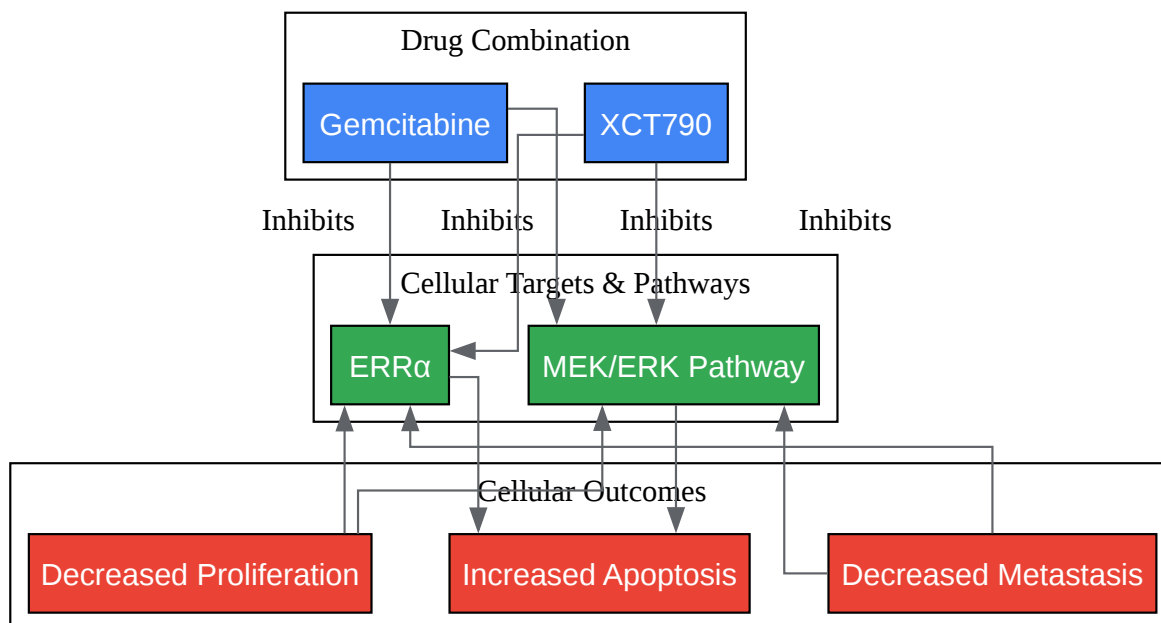 Drug Combination
Gemcitabine
XCT790
Inhibits
Inhibits
Inhibits
Inhibits
Cellular Targets & Pathways
ERRα
MEK/ERK Pathway
Cellular Outcomes
Decreased Proliferation
Increased Apoptosis
Decreased Metastasis